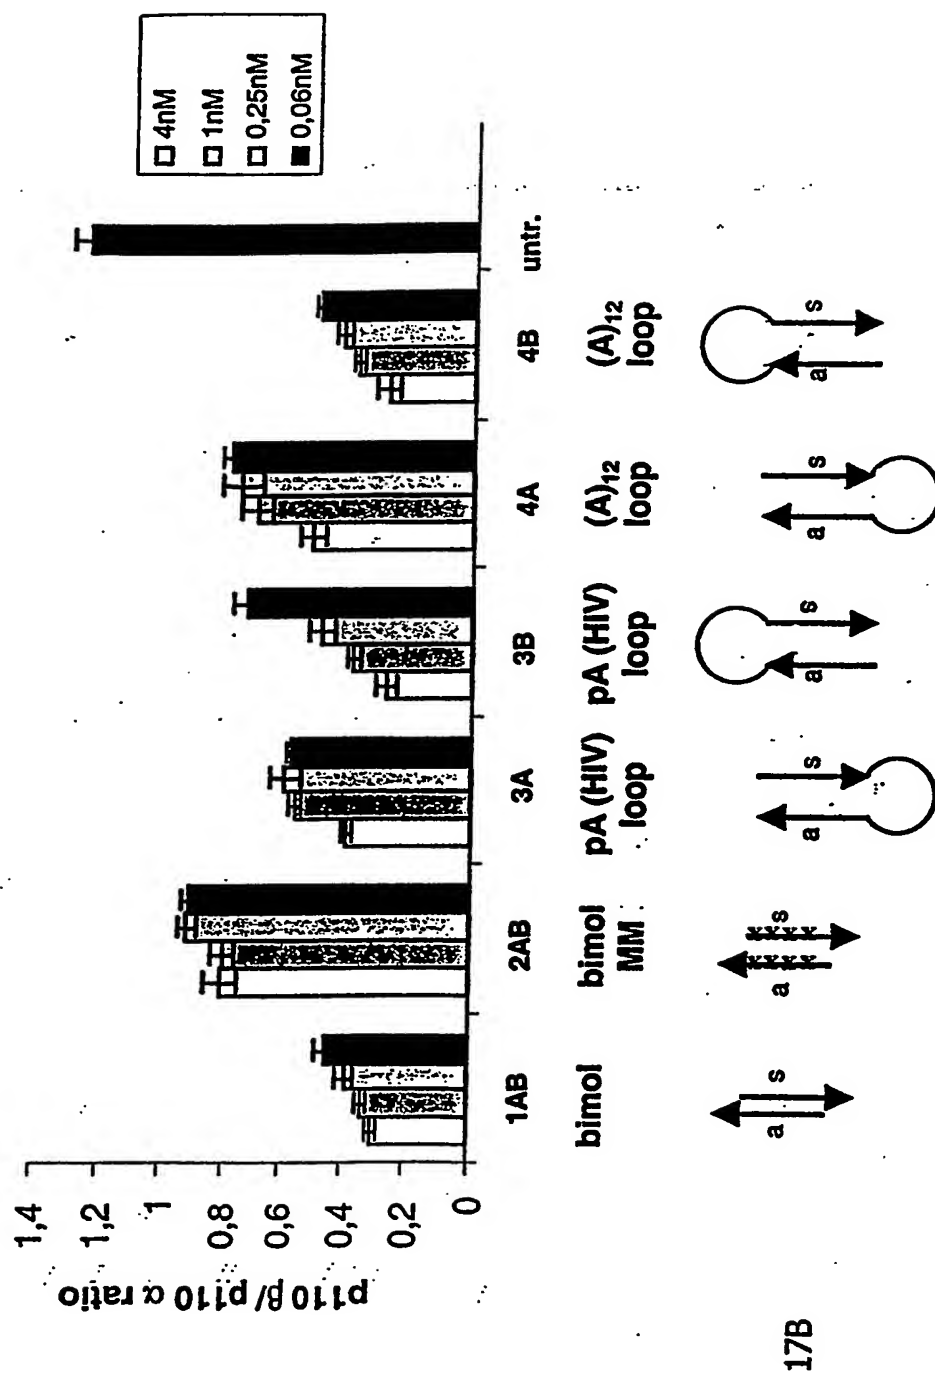 4nM
1nM
0,25nM
0,06nM
p110 β/ p110 α ratio
1,4
1,2
1
0,8
0,6
0,4
0,2
0
1AB
2AB
3A
3B
4A
4B
untr.
bimol
bimol
MM
pA (HIV)
loop
pA (HIV)
loop
(A)12
loop
(A)12
loop
a
s
a
s
a
s
a
s
a
s
a
s
17B